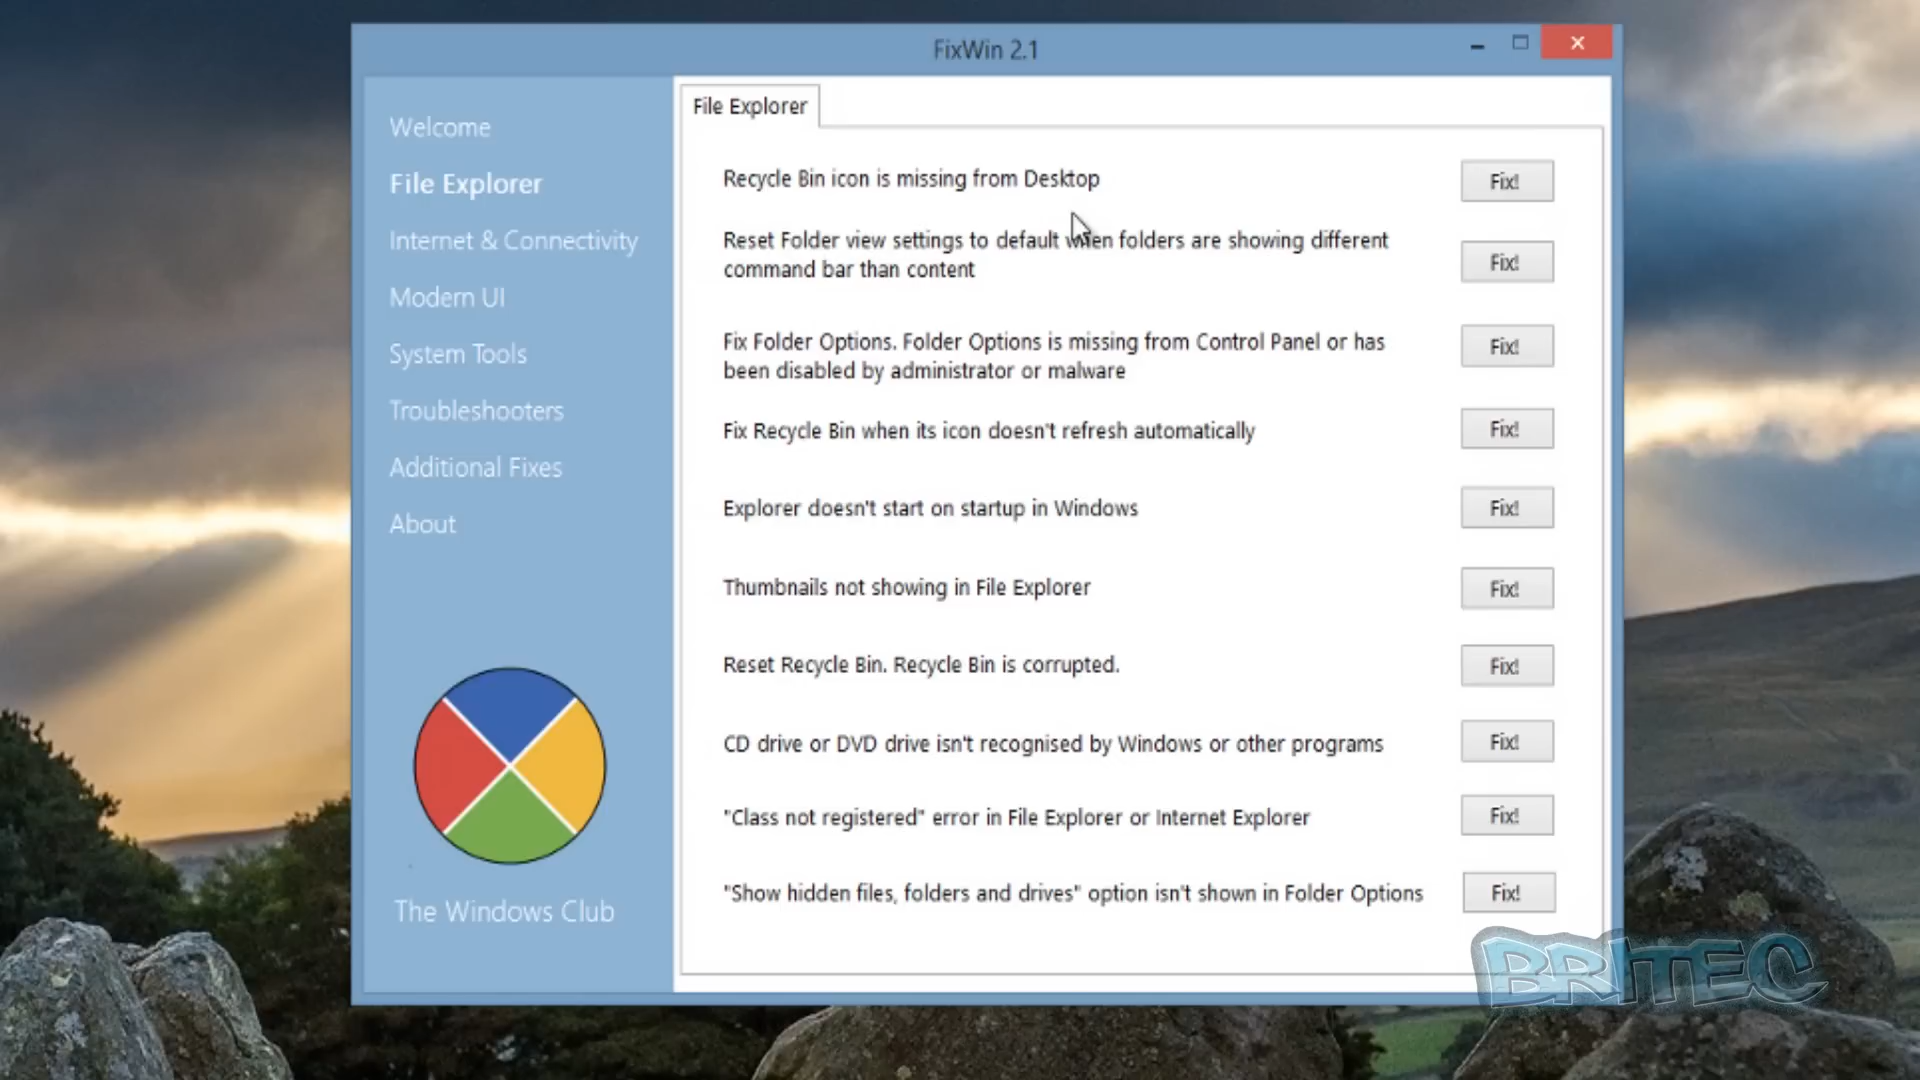 FixWin 2.1
Welcome
File Explorer
Internet & Connectivity
Modern UI
System Tools
Troubleshooters
Additional Fixes
About
The Windows Club
File Explorer
Recycle Bin icon is missing from Desktop
Fix!
Reset Folder view settings to default when folders are showing different
command bar than content
Fix!
Fix Folder Options. Folder Options is missing from Control Panel or has
been disabled by administrator or malware
Fix!
Fix Recycle Bin when its icon doesn't refresh automatically
Fix!
Explorer doesn't start on startup in Windows
Fix!
Thumbnails not showing in File Explorer
Fix!
Reset Recycle Bin. Recycle Bin is corrupted.
Fix!
CD drive or DVD drive isn't recognised by Windows or other programs
Fix!
"Class not registered" error in File Explorer or Internet Explorer
Fix!
"Show hidden files, folders and drives" option isn't shown in Folder Options
Fix!
BRITEC